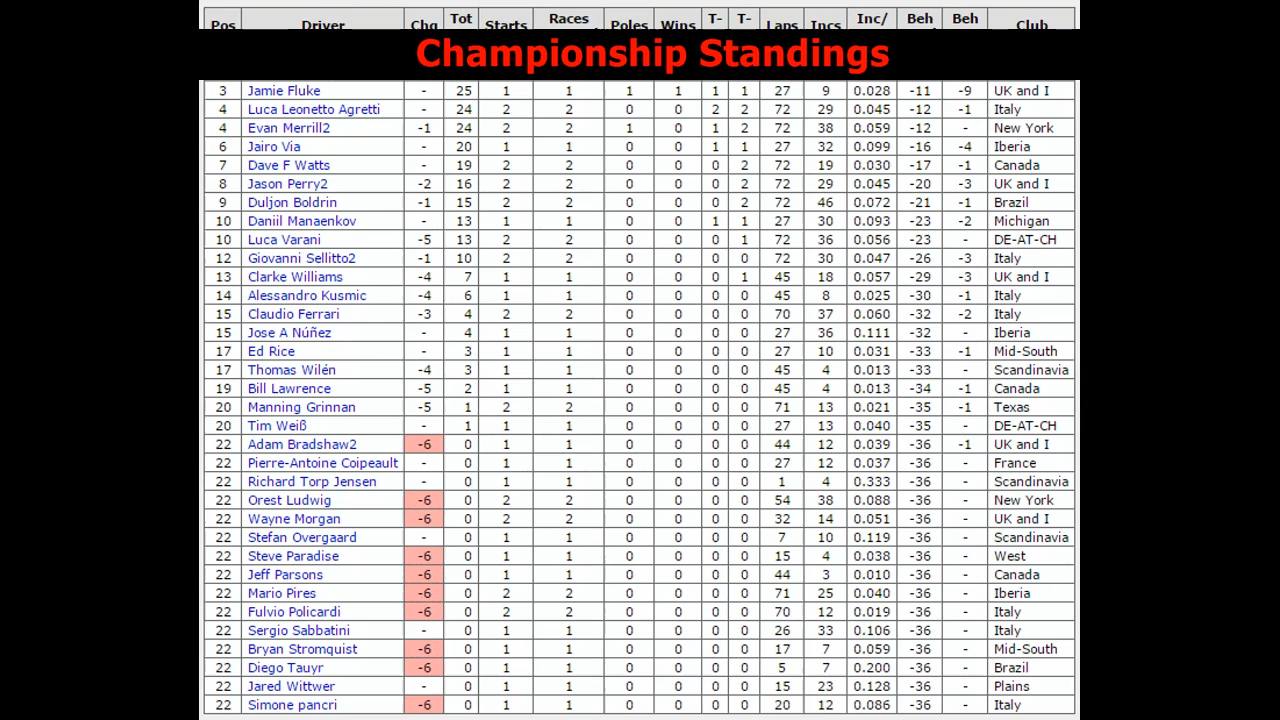 Pos Driver Chg Tot Starts Races Poles Wins T- T- Laps Incs Inc/ Beh Beh Club
Championship Standings
3 Jamie Fluke - 25 1 1 1 1 1 1 27 9 0.028 -11 -9 UK and I
4 Luca Leonetto Agretti - 24 2 2 0 0 2 2 72 29 0.045 -12 -1 Italy
4 Evan Merrill2 -1 24 2 2 1 0 1 2 72 38 0.059 -12 - New York
6 Jairo Via - 20 1 1 0 0 1 1 27 32 0.099 -16 -4 Iberia
7 Dave F Watts - 19 2 2 0 0 0 2 72 19 0.030 -17 -1 Canada
8 Jason Perry2 -2 16 2 2 0 0 0 2 72 29 0.045 -20 -3 UK and I
9 Duljon Boldrin -1 15 2 2 0 0 0 2 72 46 0.072 -21 -1 Brazil
10 Daniil Manaenkov - 13 1 1 0 0 1 1 27 30 0.093 -23 -2 Michigan
10 Luca Varani -5 13 2 2 0 0 0 1 72 36 0.056 -23 - DE-AT-CH
12 Giovanni Sellitto2 -1 10 2 2 0 0 0 0 72 30 0.047 -26 -3 Italy
13 Clarke Williams -4 7 1 1 0 0 0 1 45 18 0.057 -29 -3 UK and I
14 Alessandro Kusmic -4 6 1 1 0 0 0 0 45 8 0.025 -30 -1 Italy
15 Claudio Ferrari -3 4 2 2 0 0 0 0 70 37 0.060 -32 -2 Italy
15 Jose A Núñez - 4 1 1 0 0 0 0 27 36 0.111 -32 - Iberia
17 Ed Rice - 3 1 1 0 0 0 0 27 10 0.031 -33 -1 Mid-South
17 Thomas Wilén -4 3 1 1 0 0 0 0 45 4 0.013 -33 - Scandinavia
19 Bill Lawrence -5 2 1 1 0 0 0 0 45 4 0.013 -34 -1 Canada
20 Manning Grinnan -5 1 2 2 0 0 0 0 71 13 0.021 -35 -1 Texas
20 Tim Weiß - 1 1 1 0 0 0 0 27 13 0.040 -35 - DE-AT-CH
22 Adam Bradshaw2 -6 0 1 1 0 0 0 0 44 12 0.039 -36 -1 UK and I
22 Pierre-Antoine Coipeault - 0 1 1 0 0 0 0 27 12 0.037 -36 - France
22 Richard Torp Jensen - 0 1 1 0 0 0 0 1 4 0.333 -36 - Scandinavia
22 Orest Ludwig -6 0 2 2 0 0 0 0 54 38 0.088 -36 - New York
22 Wayne Morgan -6 0 2 2 0 0 0 0 32 14 0.051 -36 - UK and I
22 Stefan Overgaard - 0 1 1 0 0 0 0 7 10 0.119 -36 - Scandinavia
22 Steve Paradise -6 0 1 1 0 0 0 0 15 4 0.038 -36 - West
22 Jeff Parsons -6 0 1 1 0 0 0 0 44 3 0.010 -36 - Canada
22 Mario Pires -6 0 2 2 0 0 0 0 71 25 0.040 -36 - Iberia
22 Fulvio Policardi -6 0 2 2 0 0 0 0 70 12 0.019 -36 - Italy
22 Sergio Sabbatini - 0 1 1 0 0 0 0 26 33 0.106 -36 - Italy
22 Bryan Stromquist -6 0 1 1 0 0 0 0 17 7 0.059 -36 - Mid-South
22 Diego Tauyr -6 0 1 1 0 0 0 0 5 7 0.200 -36 - Brazil
22 Jared Wittwer - 0 1 1 0 0 0 0 15 23 0.128 -36 - Plains
22 Simone pancri -6 0 1 1 0 0 0 0 20 12 0.086 -36 - Italy